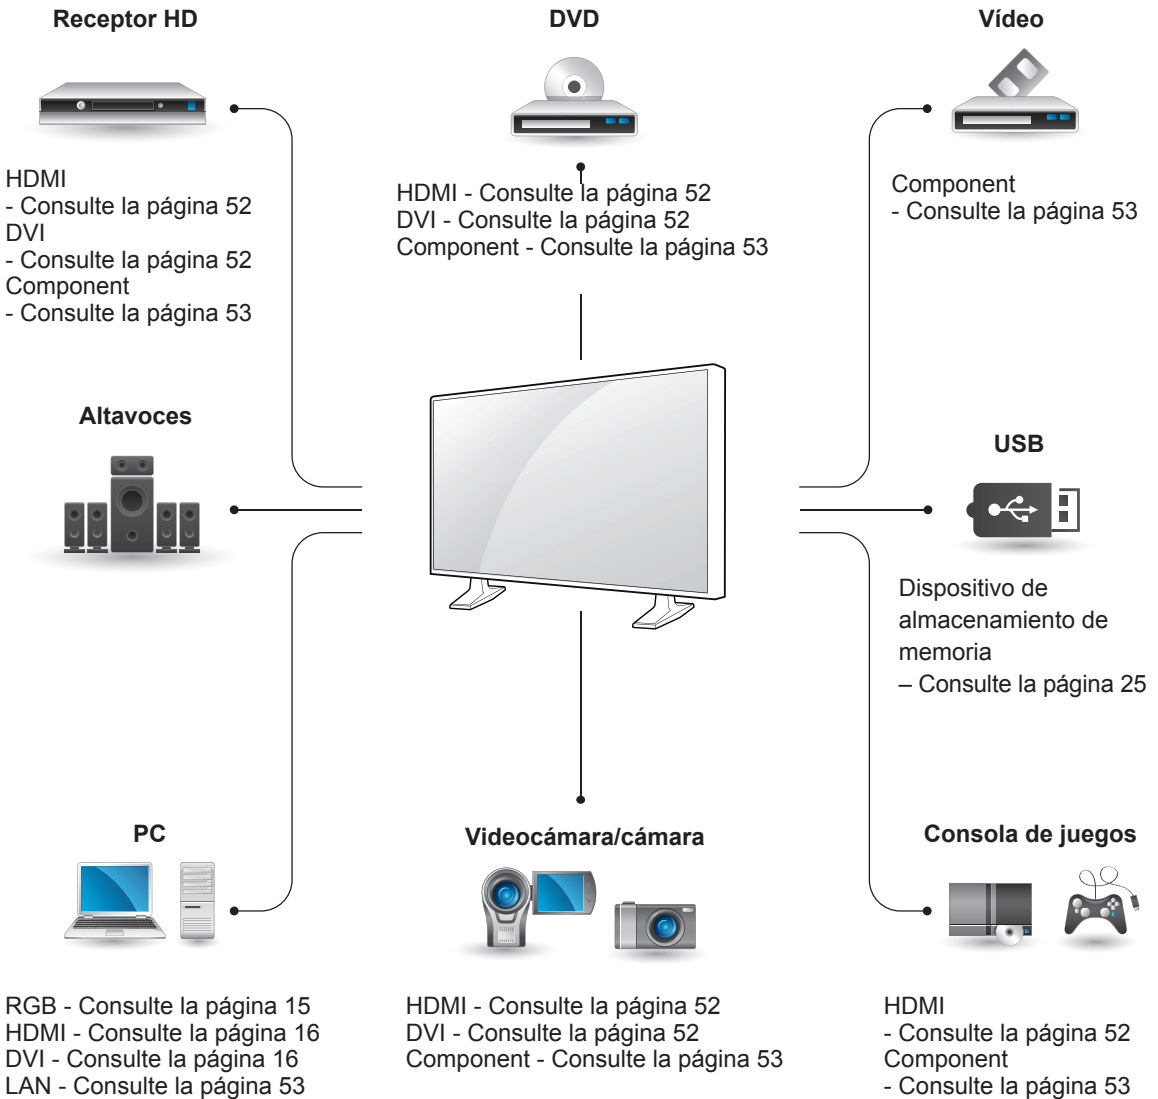 Receptor HD
HDMI
- Consulte la página 52
DVI
- Consulte la página 52
Component
- Consulte la página 53
DVD
HDMI - Consulte la página 52
DVI - Consulte la página 52
Component - Consulte la página 53
Vídeo
Component
- Consulte la página 53
Altavoces
USB
Dispositivo de
almacenamiento de
memoria
– Consulte la página 25
PC
RGB - Consulte la página 15
HDMI - Consulte la página 16
DVI - Consulte la página 16
LAN - Consulte la página 53
Videocámara/cámara
HDMI - Consulte la página 52
DVI - Consulte la página 52
Component - Consulte la página 53
Consola de juegos
HDMI
- Consulte la página 52
Component
- Consulte la página 53